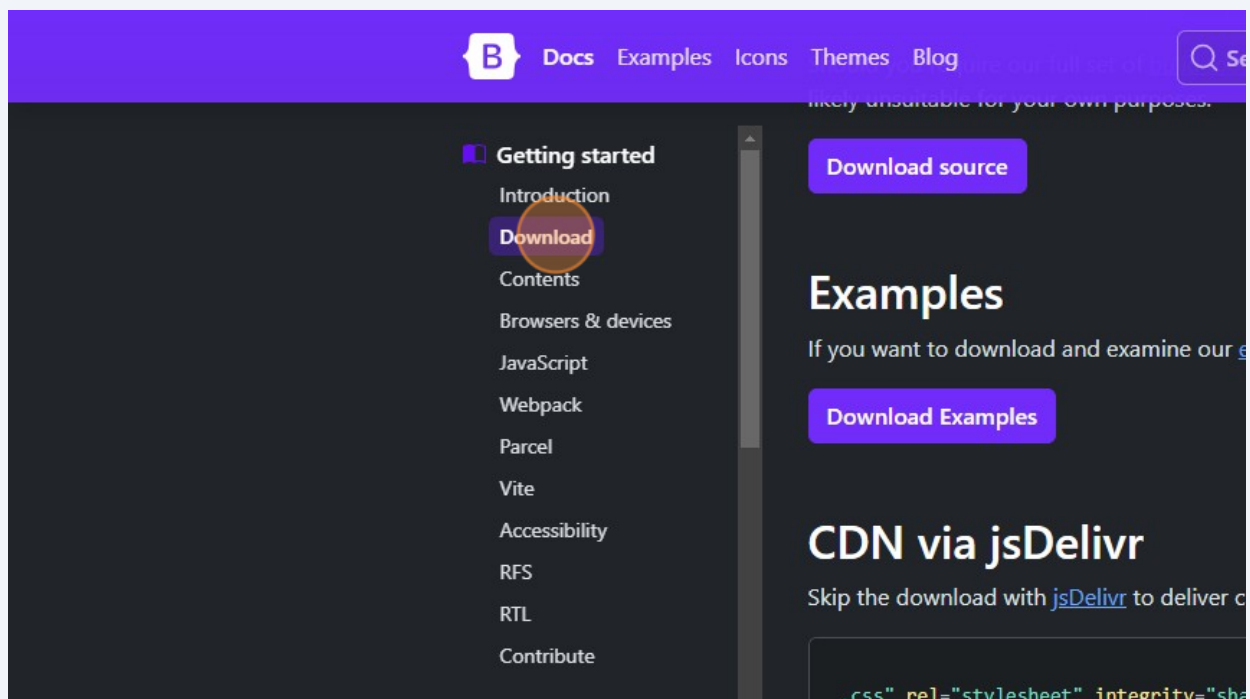 B Docs Examples Icons Themes Blog
likely unsuitable for your own purposes.
Getting started
Introduction
Download
Contents
Browsers & devices
JavaScript
Webpack
Parcel
Vite
Accessibility
RFS
RTL
Contribute
Download source
Examples
If you want to download and examine our
Download Examples
CDN via jsDelivr
Skip the download with jsDelivr to deliver
css" rel="stylesheet" integrity="sha